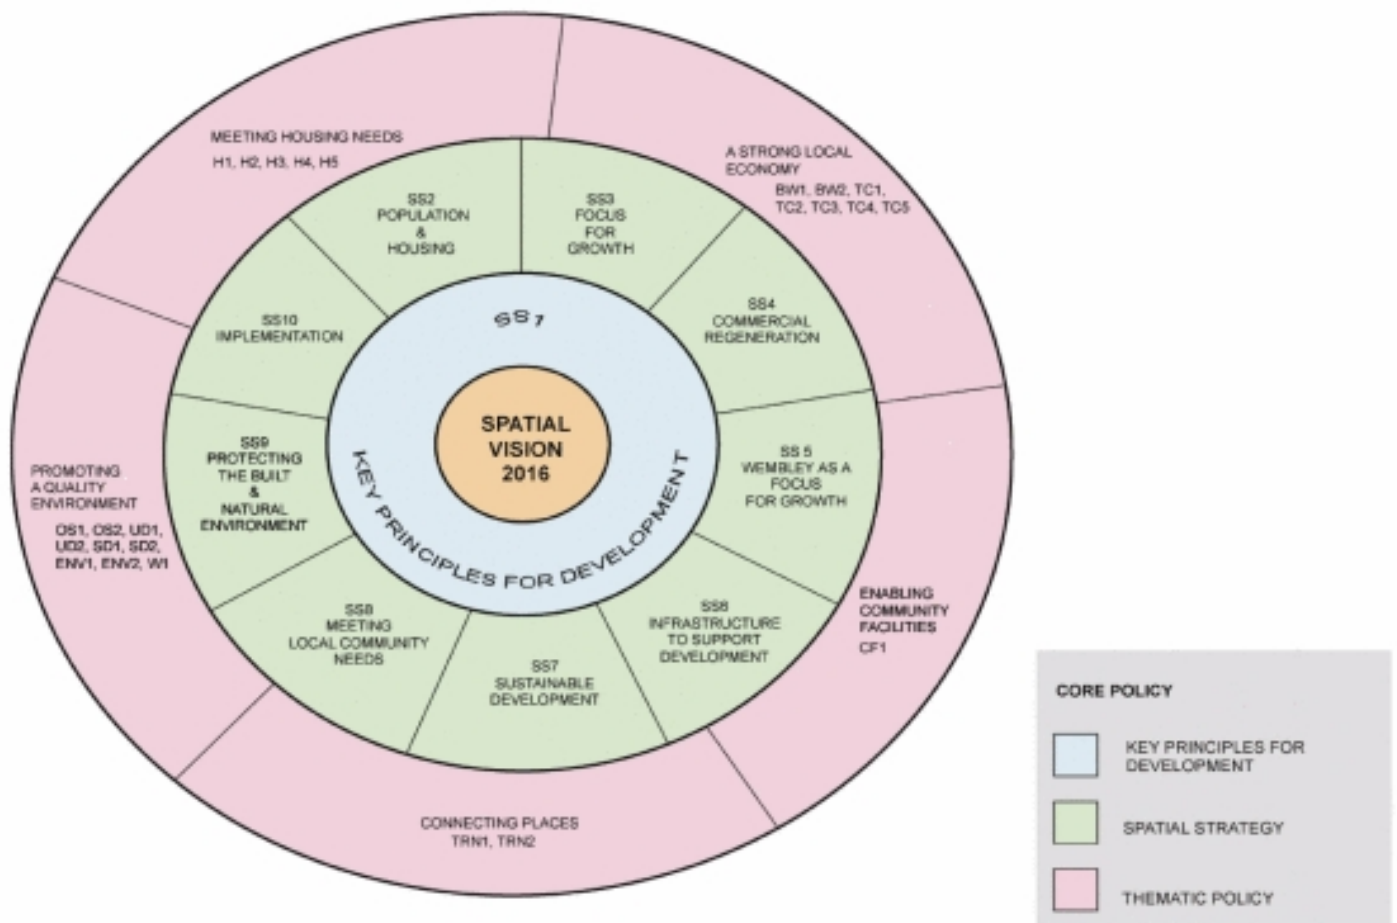 MEETING HOUSING NEEDS
H1, H2, H3, H4, H5
A STRONG LOCAL
ECONOMY
BW1, BW2, TC1,
TC2, TC3, TC4, TC5
SS2
POPULATION
&
HOUSING
SS3
FOCUS
FOR
GROWTH
SS10
IMPLEMENTATION
SS1
SS4
COMMERCIAL
REGENERATION
SPATIAL
VISION
2016
KEY PRINCIPLES FOR DEVELOPMENT
SS9
PROTECTING
THE BUILT
&
NATURAL
ENVIRONMENT
SS 5
WEMBLEY AS A
FOCUS
FOR GROWTH
PROMOTING
A QUALITY
ENVIRONMENT
OS1, OS2, UD1,
UD2, SD1, SD2,
ENV1, ENV2, W1
SS8
MEETING
LOCAL COMMUNITY
NEEDS
SS7
SUSTAINABLE
DEVELOPMENT
SS6
INFRASTRUCTURE
TO SUPPORT
DEVELOPMENT
ENABLING
COMMUNITY
FACILITIES
CF1
CONNECTING PLACES
TRN1, TRN2
CORE POLICY
KEY PRINCIPLES FOR
DEVELOPMENT
SPATIAL STRATEGY
THEMATIC POLICY